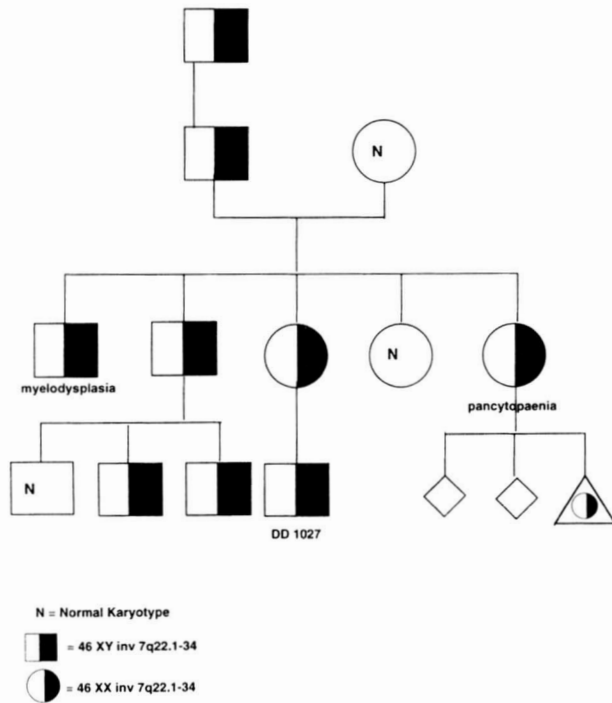 N
myelodysplasia
N
pancytopaenia
N
DD 1027
N = Normal Karyotype
= 46 XY inv 7q22.1-34
= 46 XX inv 7q22.1-34